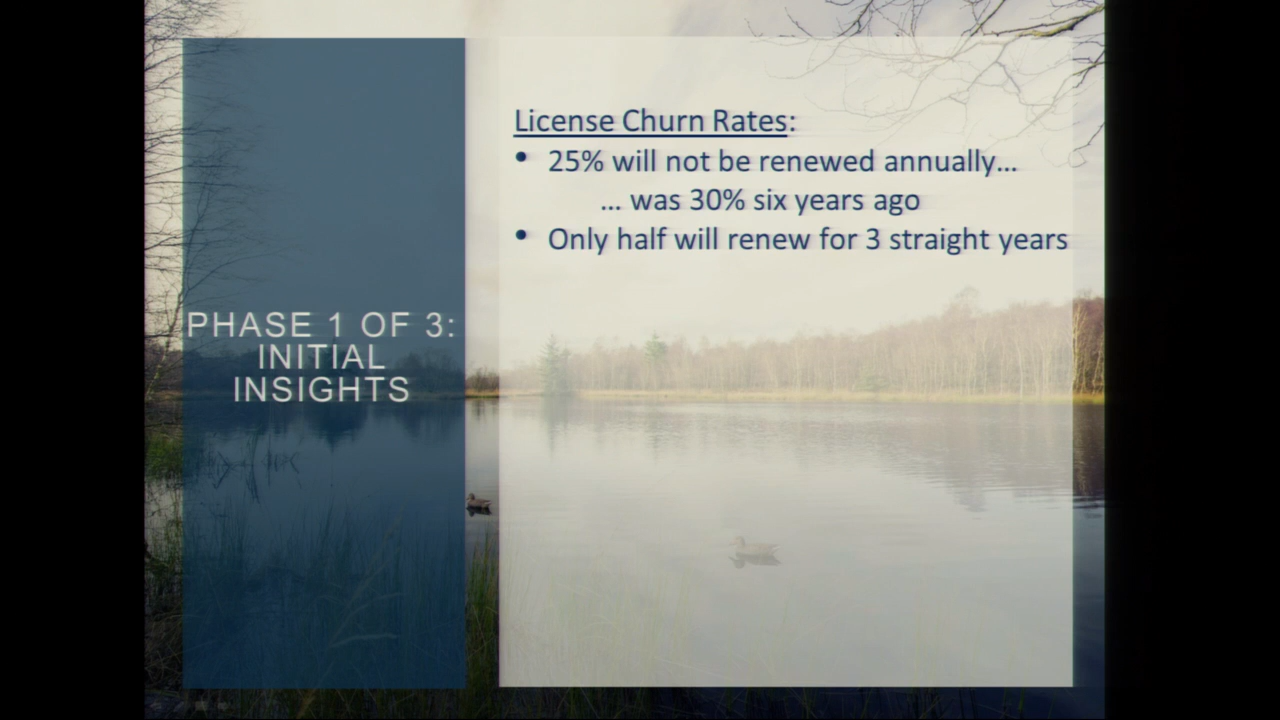 PHASE 1 OF 3:
INITIAL
INSIGHTS
License Churn Rates:
• 25% will not be renewed annually...
... was 30% six years ago
• Only half will renew for 3 straight years